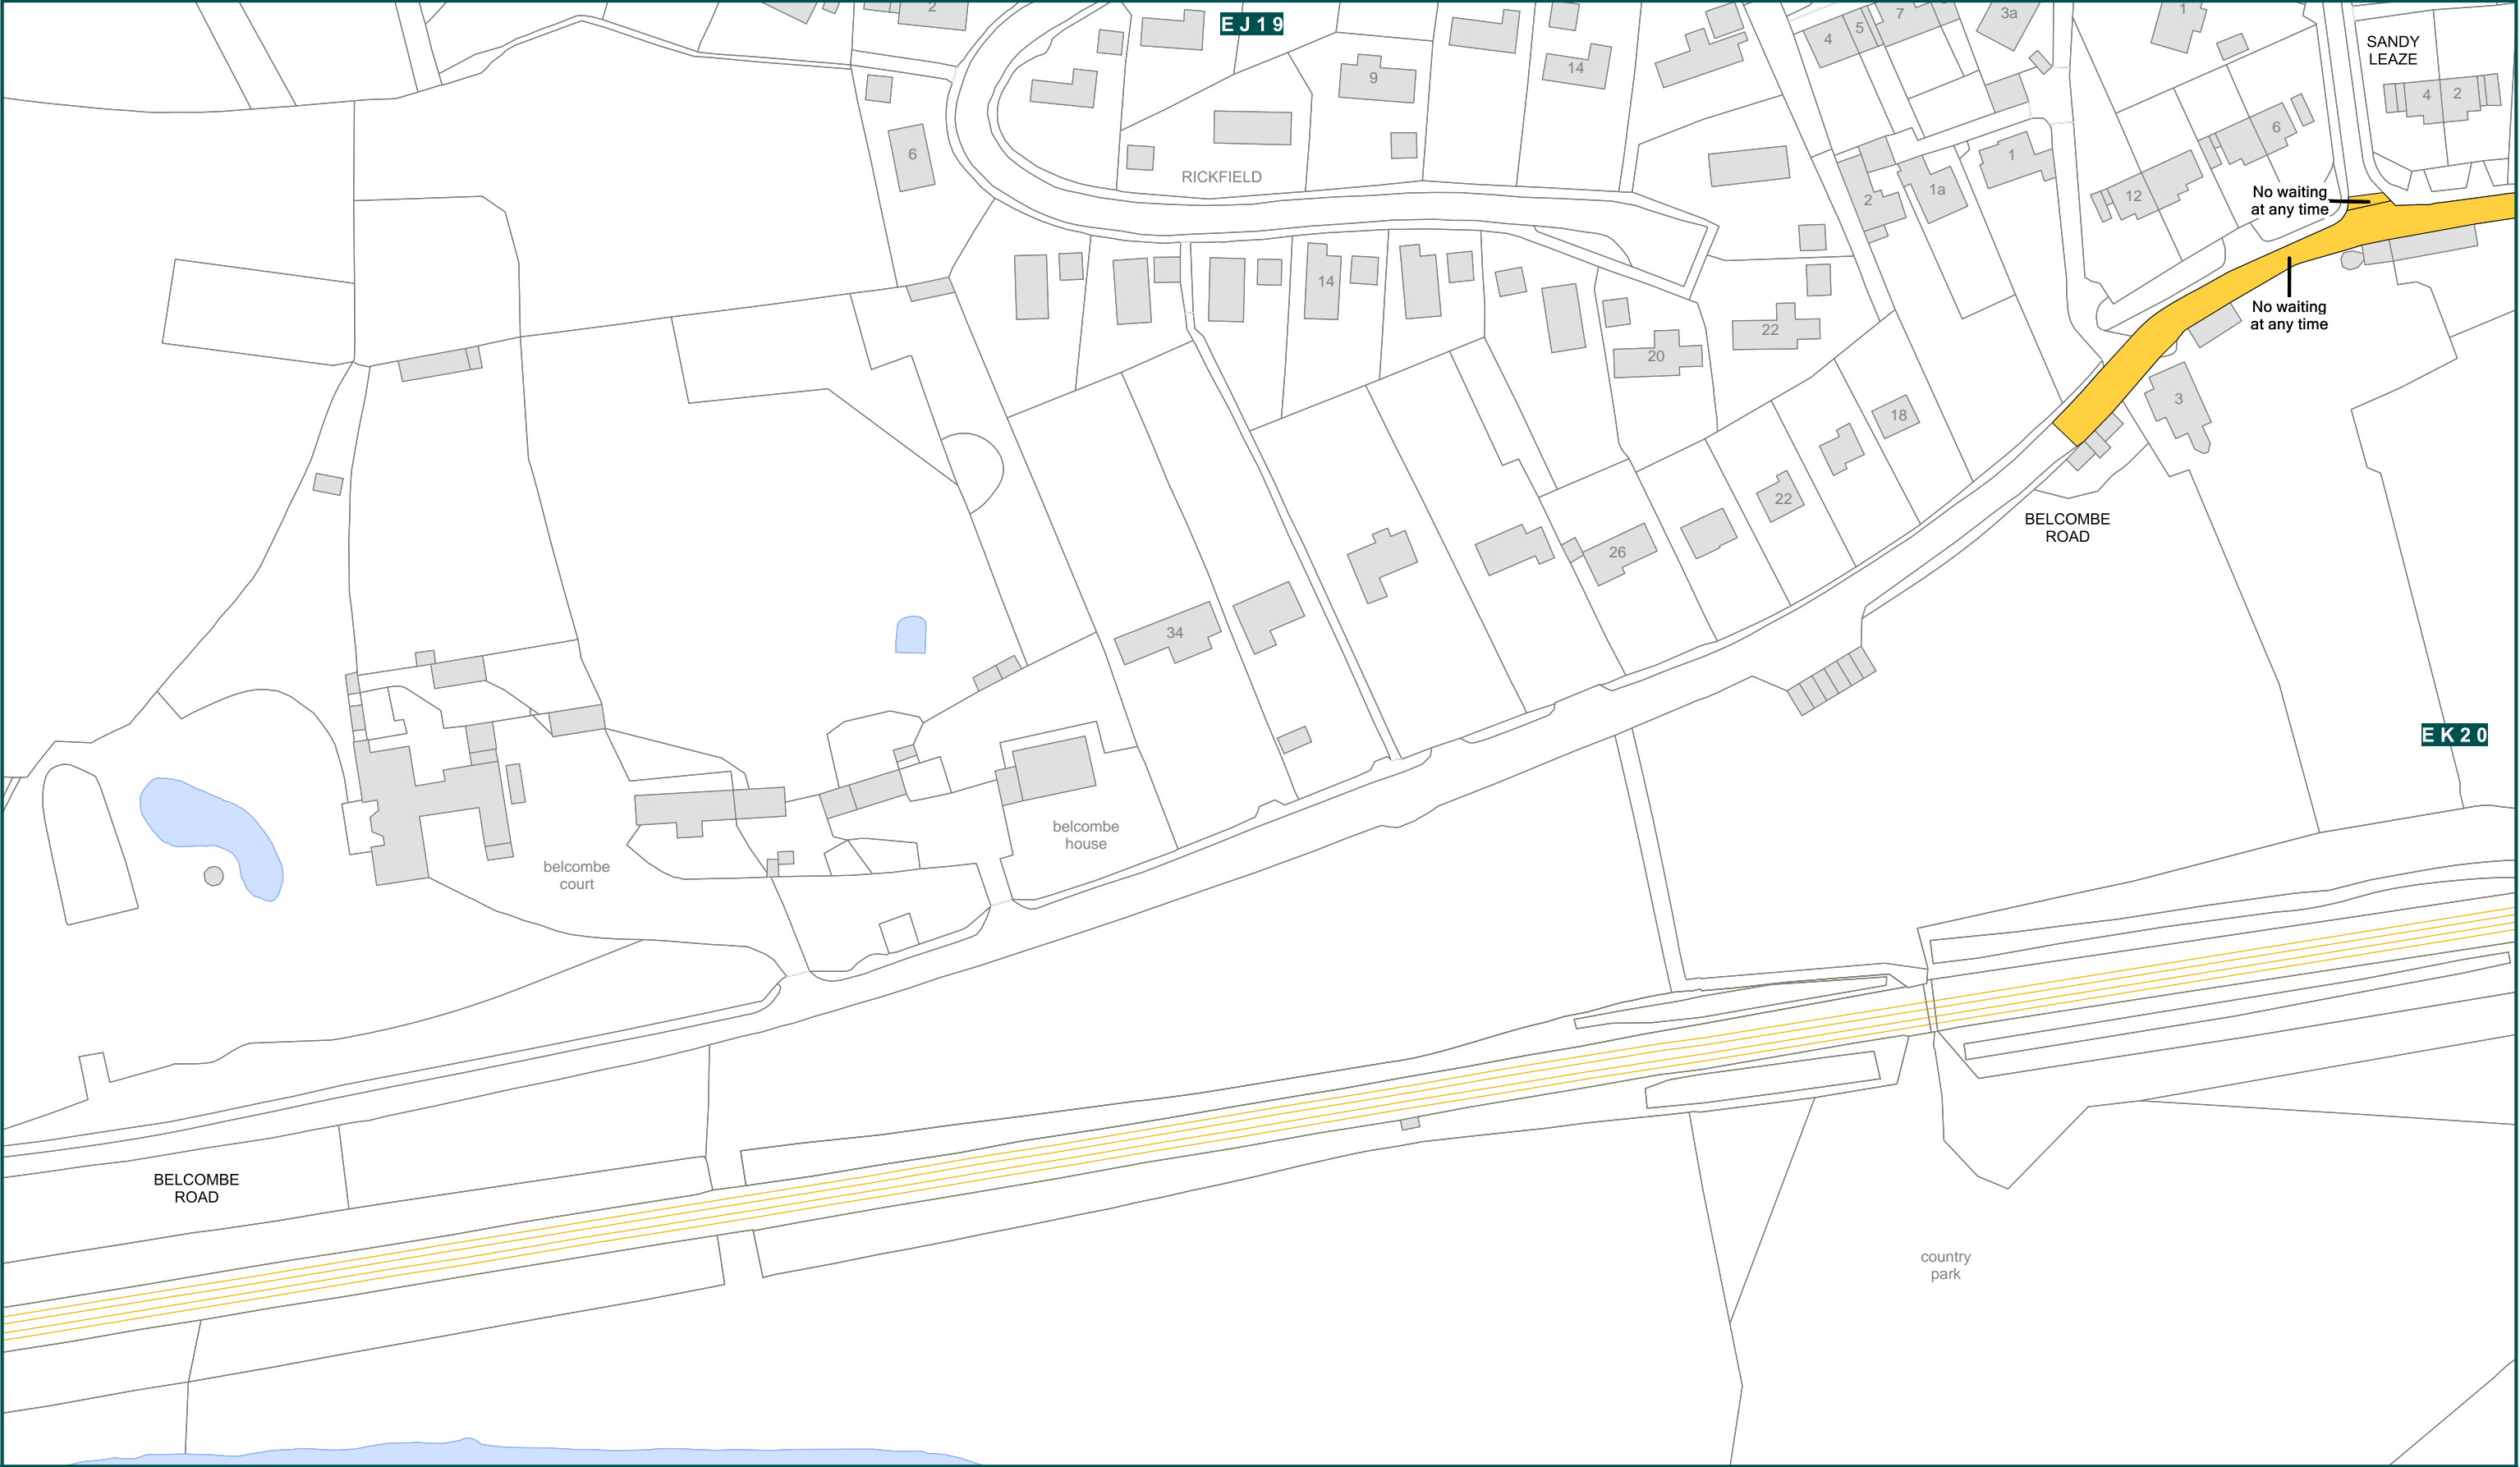 2
EJ19
4
5
7
3a
1
SANDY
LEAZE
9
14
4
2
6
6
RICKFIELD
1
1a
2
12
No waiting
at any time
14
No waiting
at any time
22
20
18
3
22
26
BELCOMBE
ROAD
34
EK20
belcombe
house
belcombe
court
BELCOMBE
ROAD
country
park